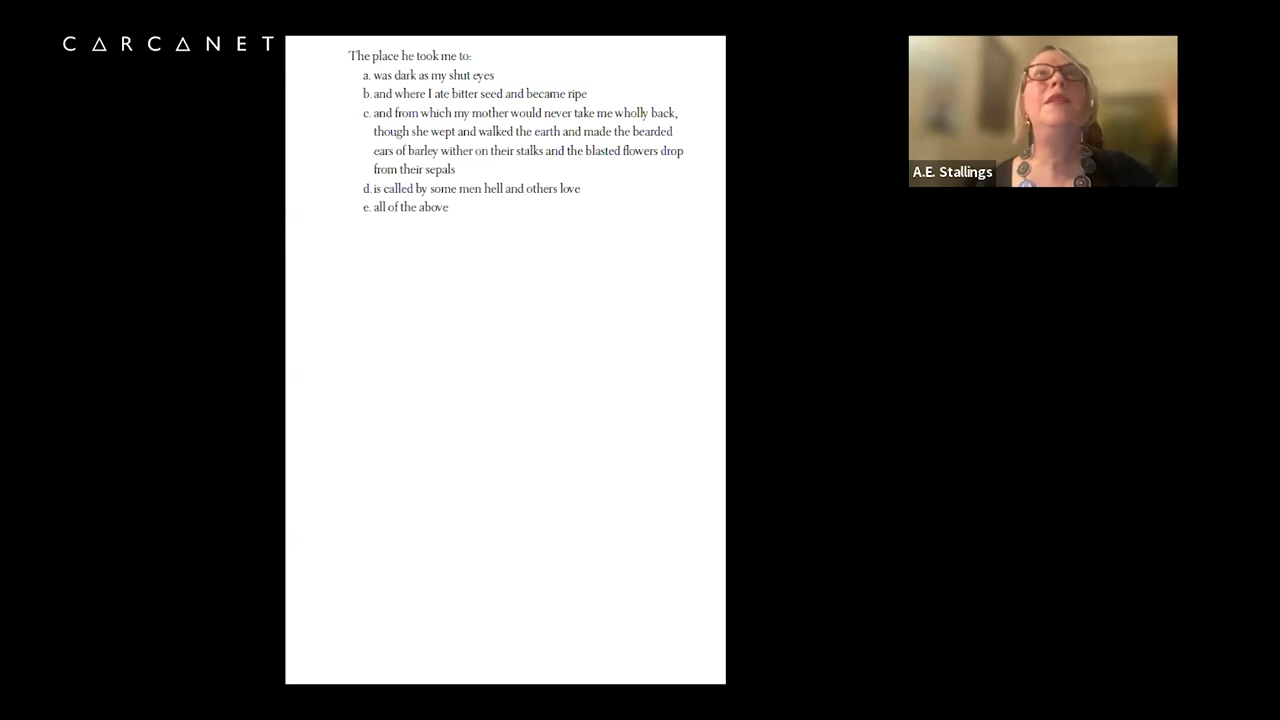 CARCANET
The place he took me to:
a. was dark as my shut eyes
b. and where I ate bitter seed and became ripe
c. and from which my mother would never take me wholly back,
though she wept and walked the earth and made the bearded
ears of barley wither on their stalks and the blasted flowers drop
from their sepals
d. is called by some men hell and others love
e. all of the above
A.E. Stallings